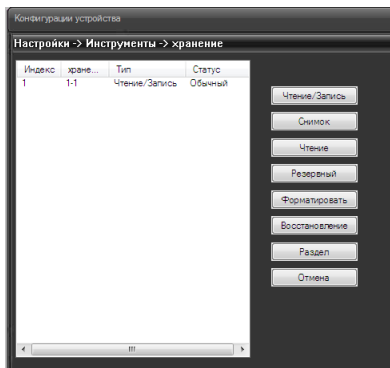 Конфигурации устройства
Настройки -> Инструменты -> хранение
Индекс хране... Тип Статус
1 1-1 Чтение/Запись Обычный
Чтение/Запись
Снимок
Чтение
Резервный
Форматировать
Восстановление
Раздел
Отмена